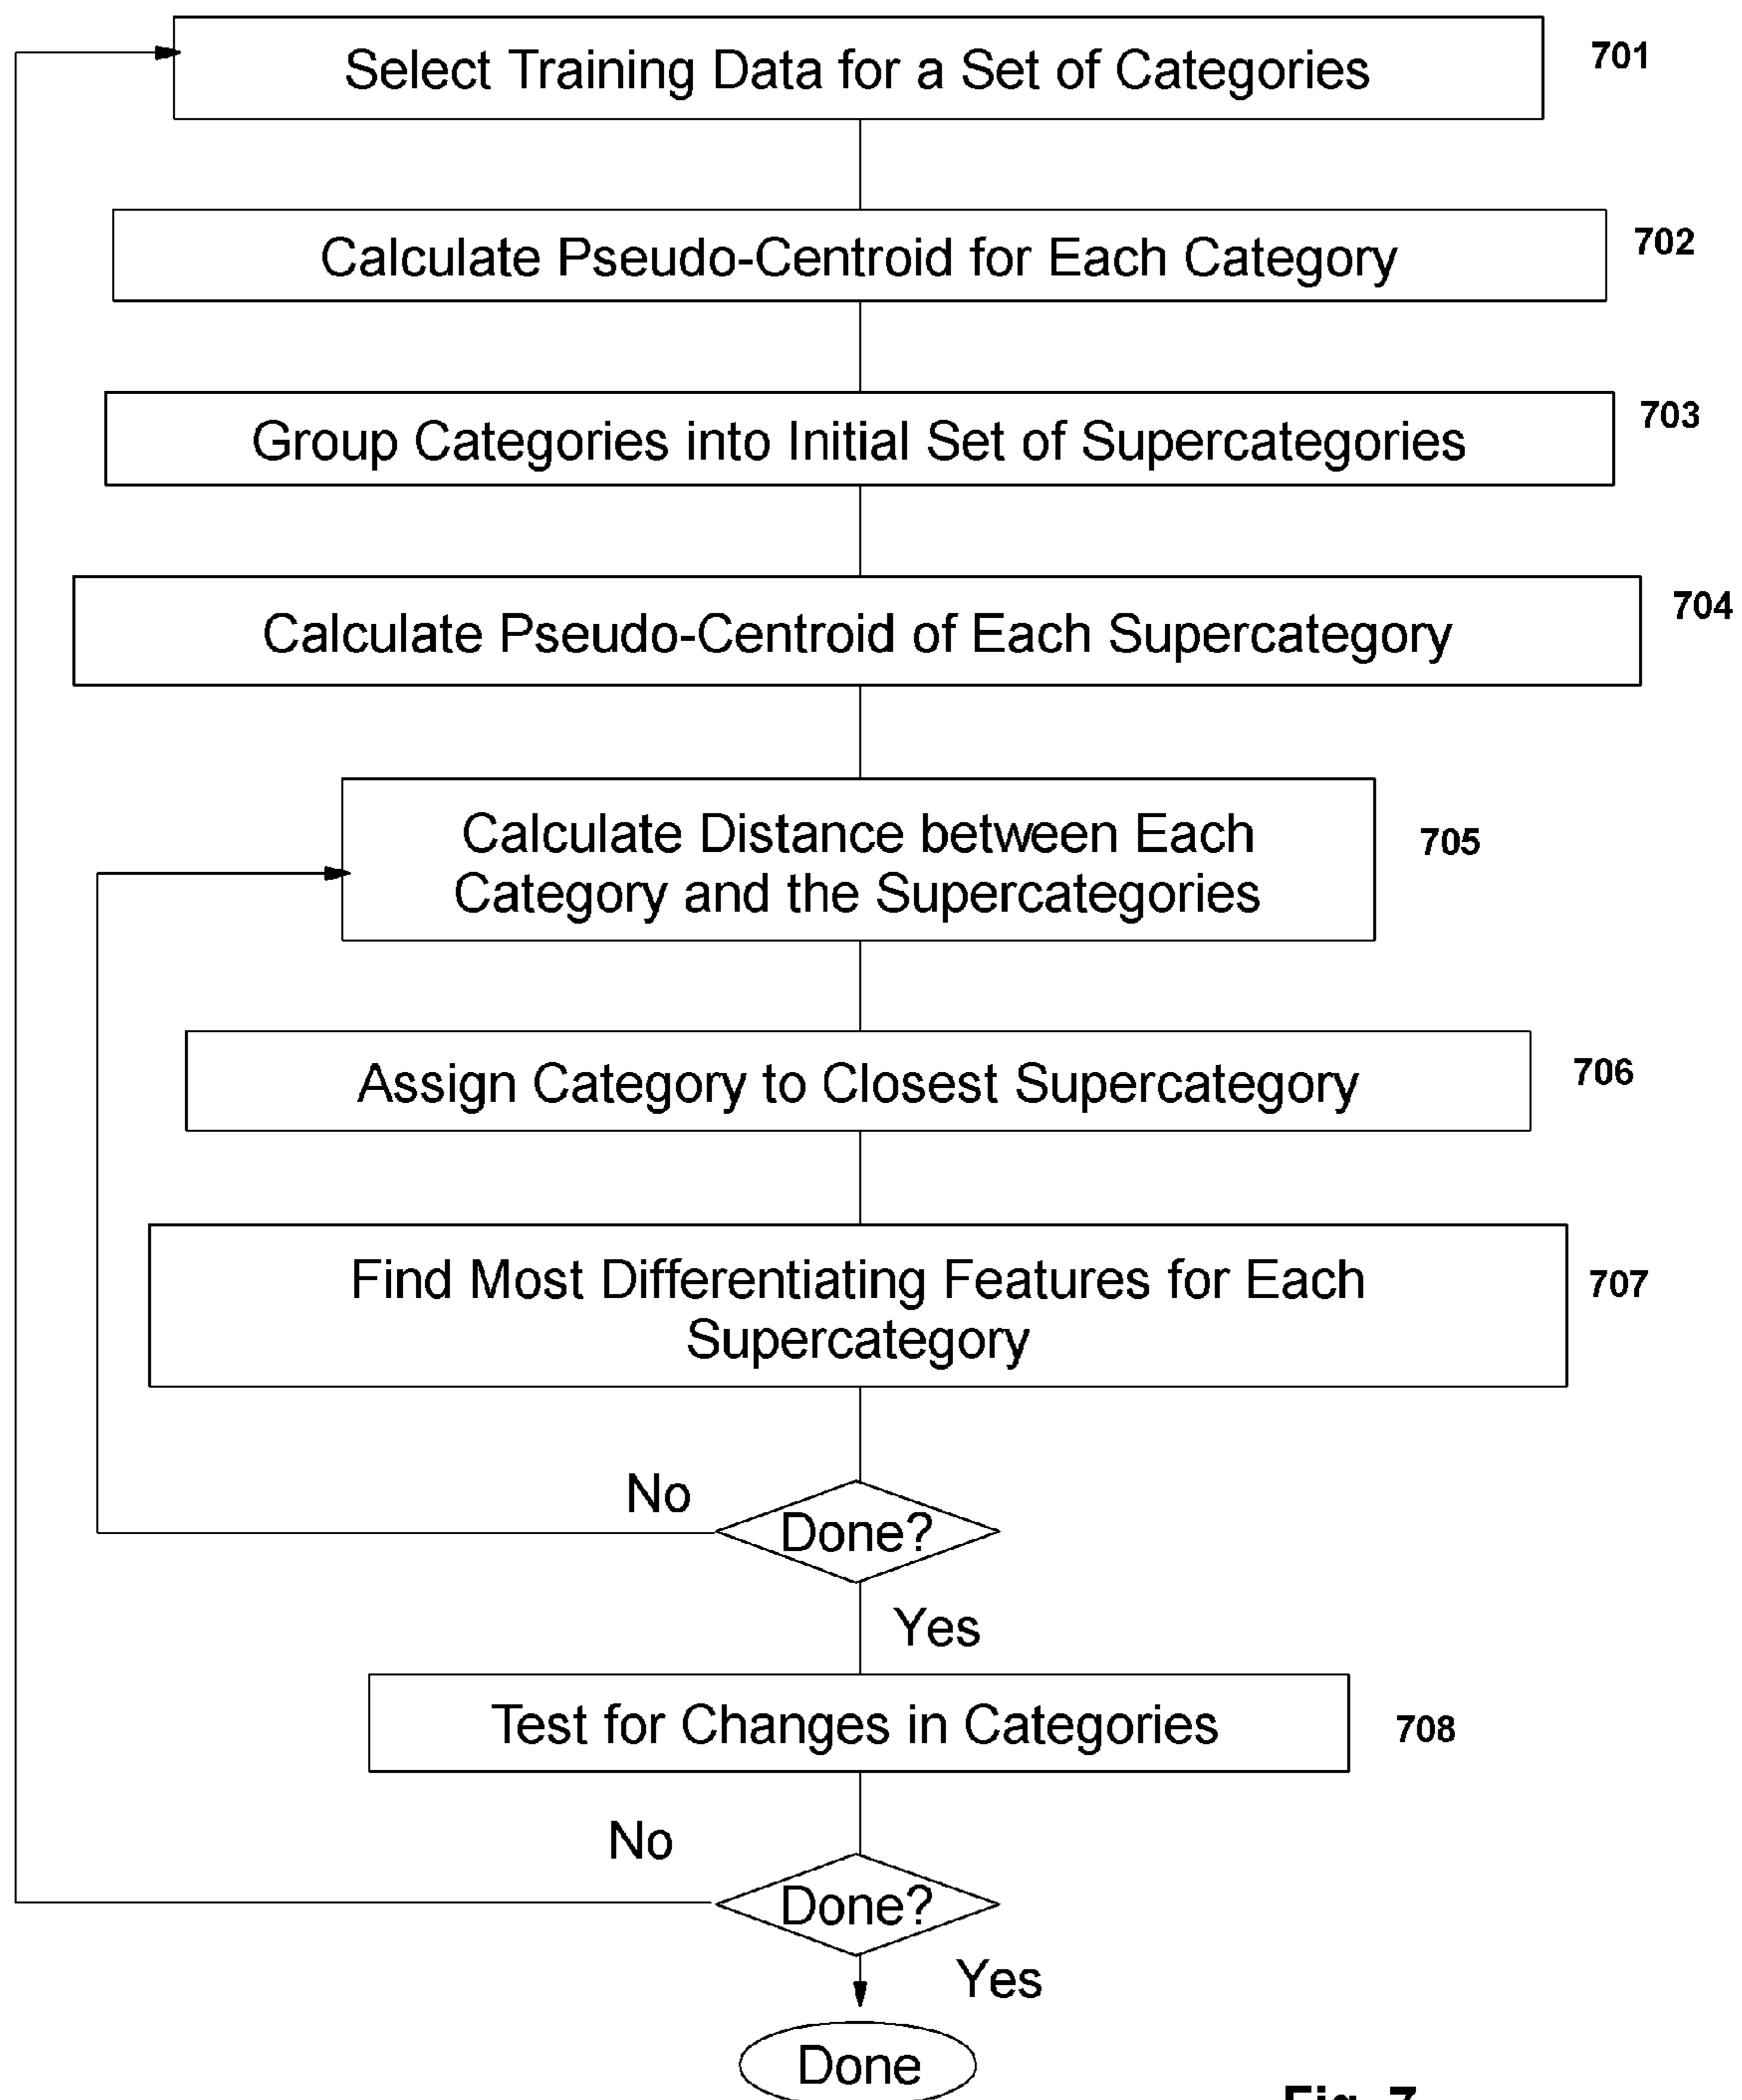 Select Training Data for a Set of Categories
701
Calculate Pseudo-Centroid for Each Category
702
Group Categories into Initial Set of Supercategories
703
Calculate Pseudo-Centroid of Each Supercategory
704
Calculate Distance between Each
Category and the Supercategories
705
Assign Category to Closest Supercategory
706
Find Most Differentiating Features for Each
Supercategory
707
No
Done?
Yes
Test for Changes in Categories
708
No
Done?
Yes
Done
Fig. 7